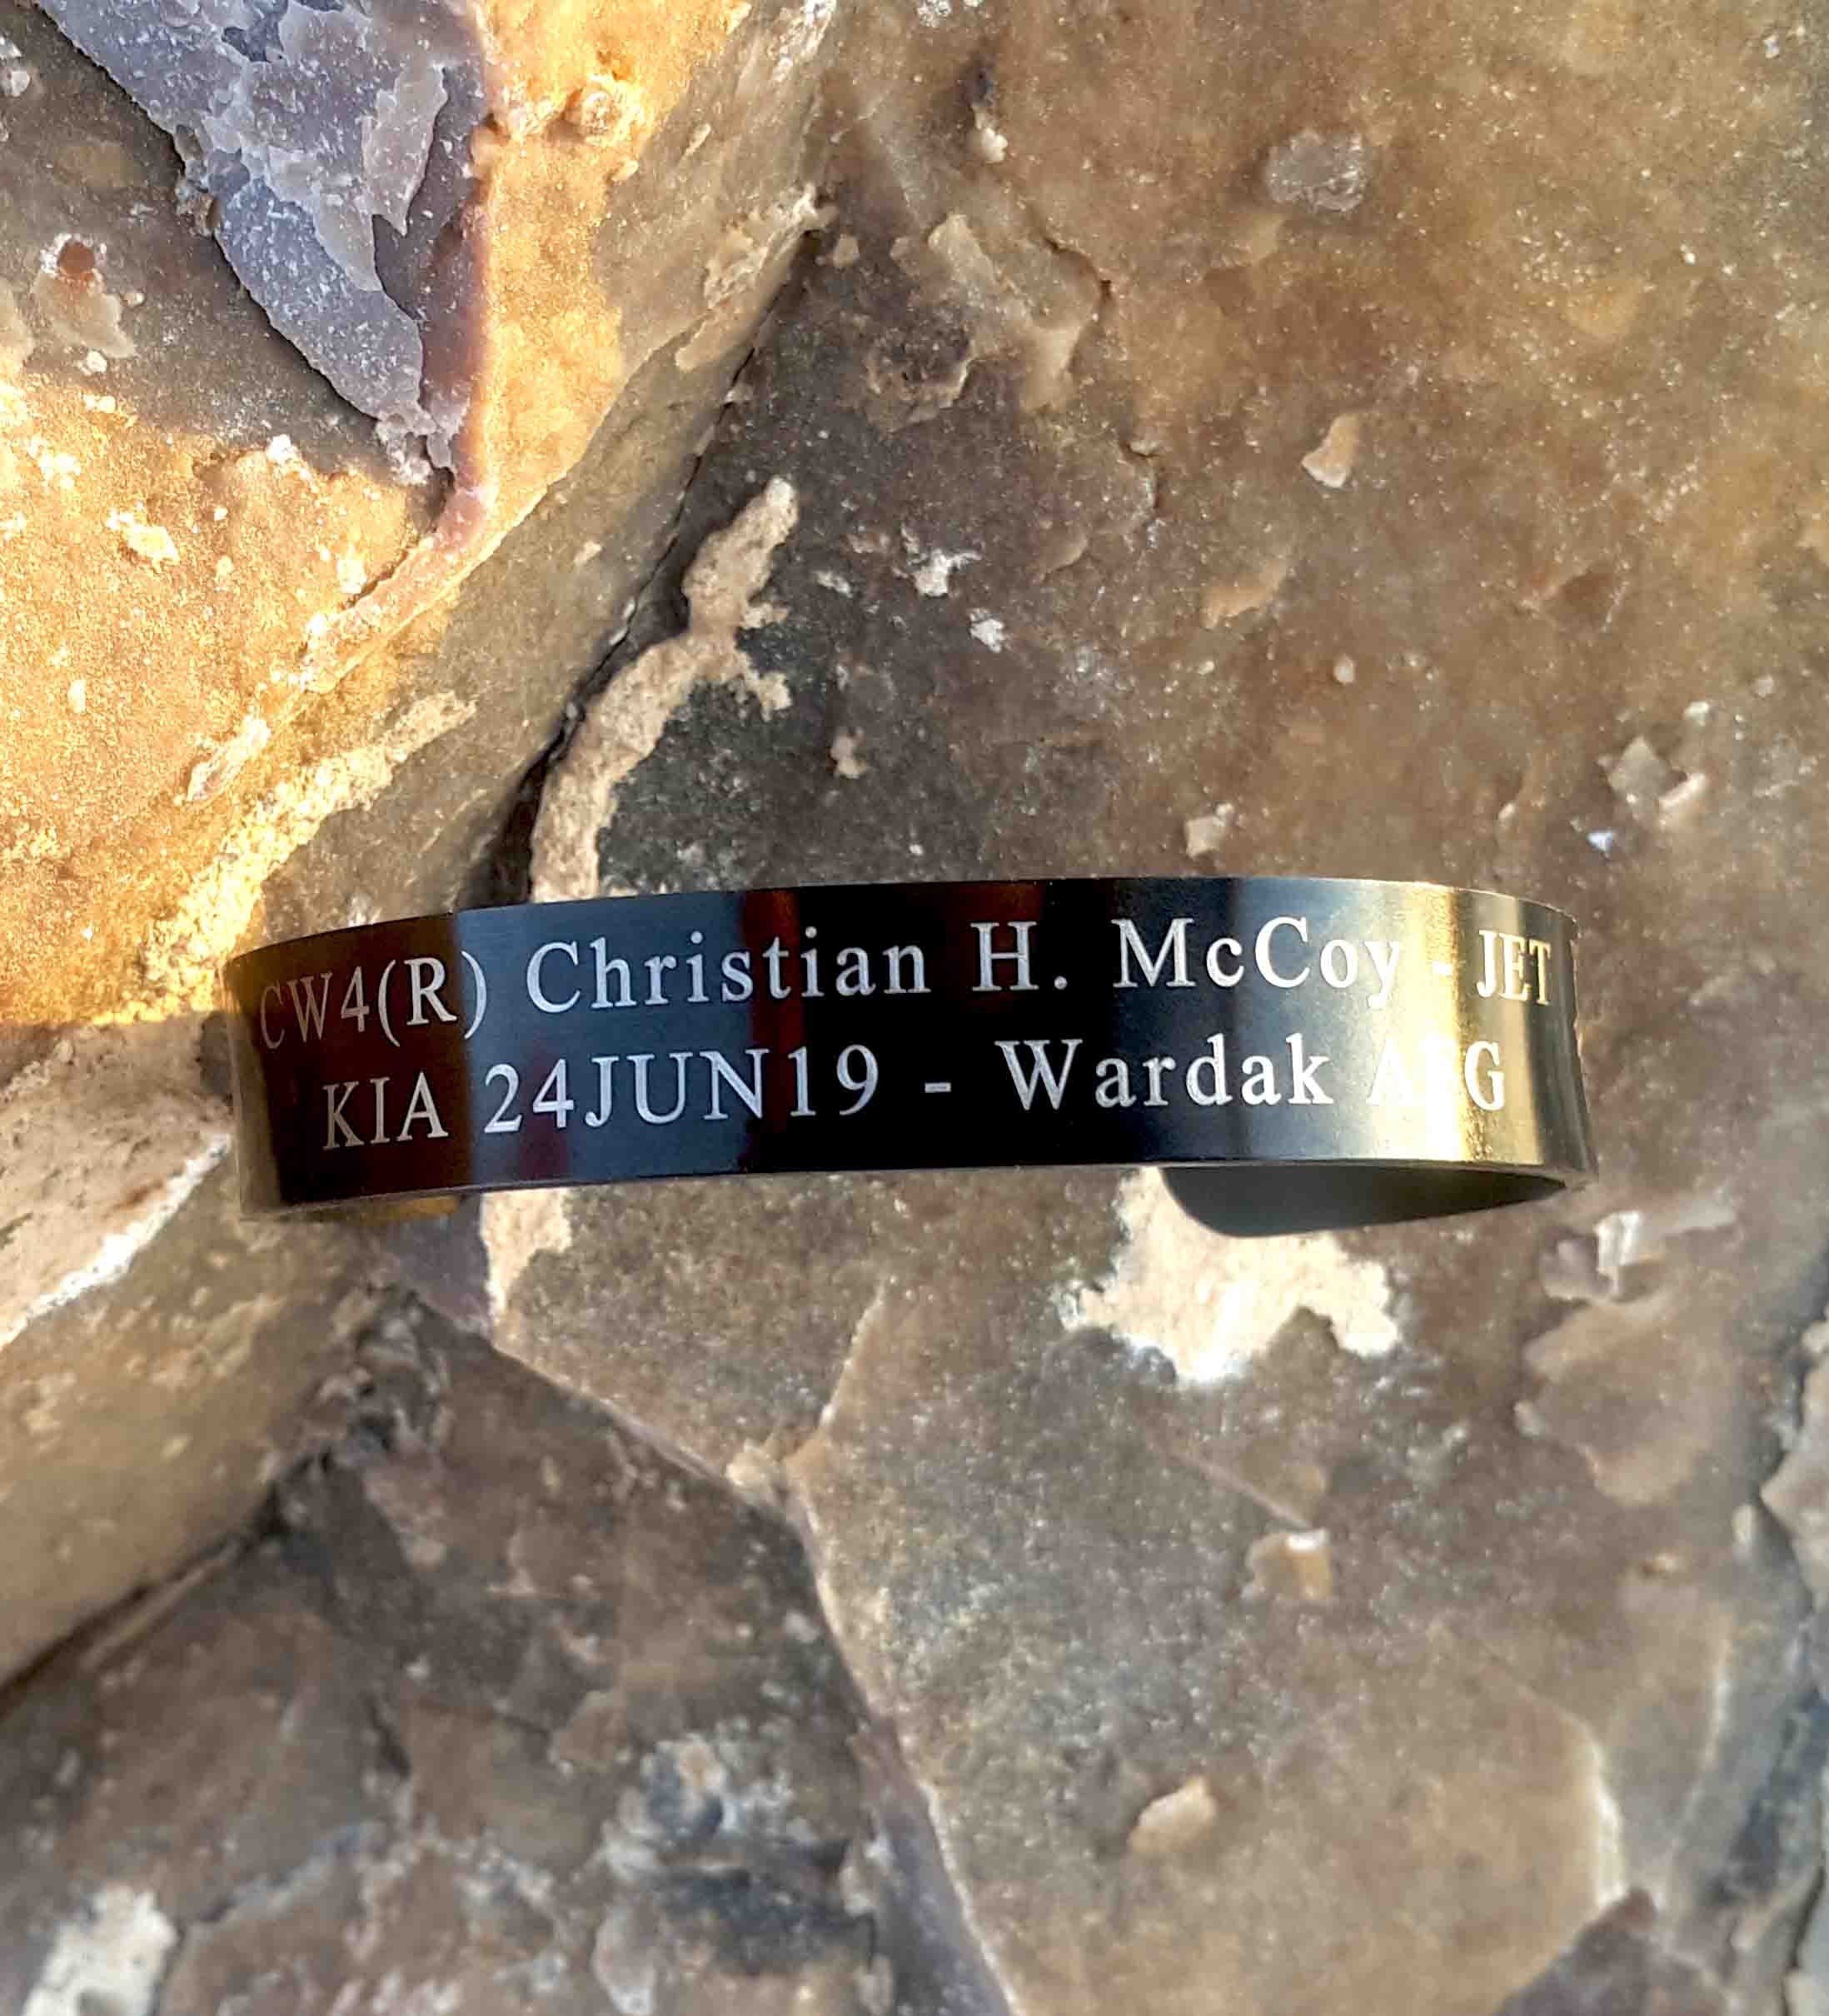 CW4(R) Christian H. McCoy - JET
KIA 24JUN19 - Wardak AFG